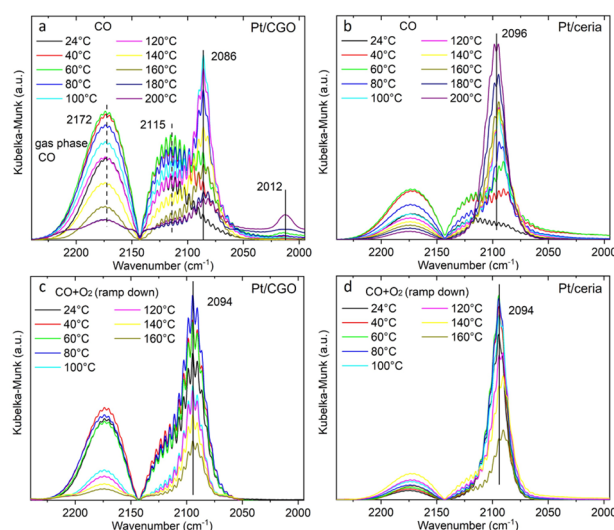 a
CO
Pt/CGO
24°C
120°C
40°C
140°C
2086
60°C
160°C
80°C
180°C
100°C
200°C
2172
2115
gas phase
CO
2012
Kubelka-Munk (a.u.)
2200 2150 2100 2050 2000
Wavenumber (cm⁻¹)
b
CO
Pt/ceria
24°C
120°C
2096
40°C
140°C
60°C
160°C
80°C
180°C
100°C
200°C
Kubelka-Munk (a.u.)
2200 2150 2100 2050 2000
Wavenumber (cm⁻¹)
c
CO+O₂ (ramp down)
Pt/CGO
24°C
120°C
2094
40°C
140°C
60°C
160°C
80°C
100°C
Kubelka-Munk (a.u.)
2200 2150 2100 2050 2000
Wavenumber (cm⁻¹)
d
CO+O₂ (ramp down)
Pt/ceria
24°C
120°C
2094
40°C
140°C
60°C
160°C
80°C
100°C
Kubelka-Munk (a.u.)
2200 2150 2100 2050 2000
Wavenumber (cm⁻¹)